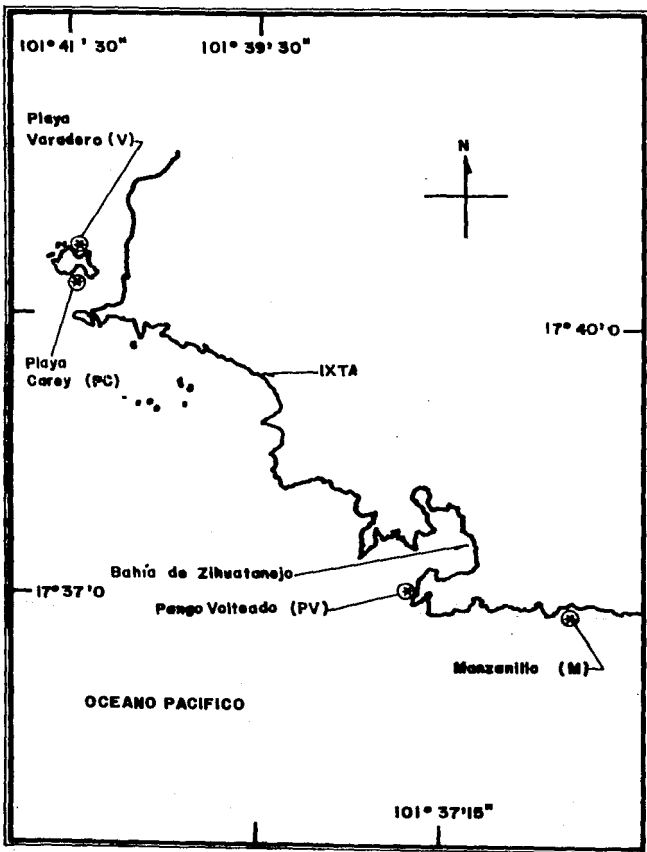 101° 41' 30"
101° 39' 30"
Playa
Varadero (V)
N
17° 40' 0
Playa
Carey (PC)
IXTA
Bahía de Zihuatanejo
17° 37' 0
Pango Volteado (PV)
Manzanillo (M)
OCEANO PACIFICO
101° 37' 15"